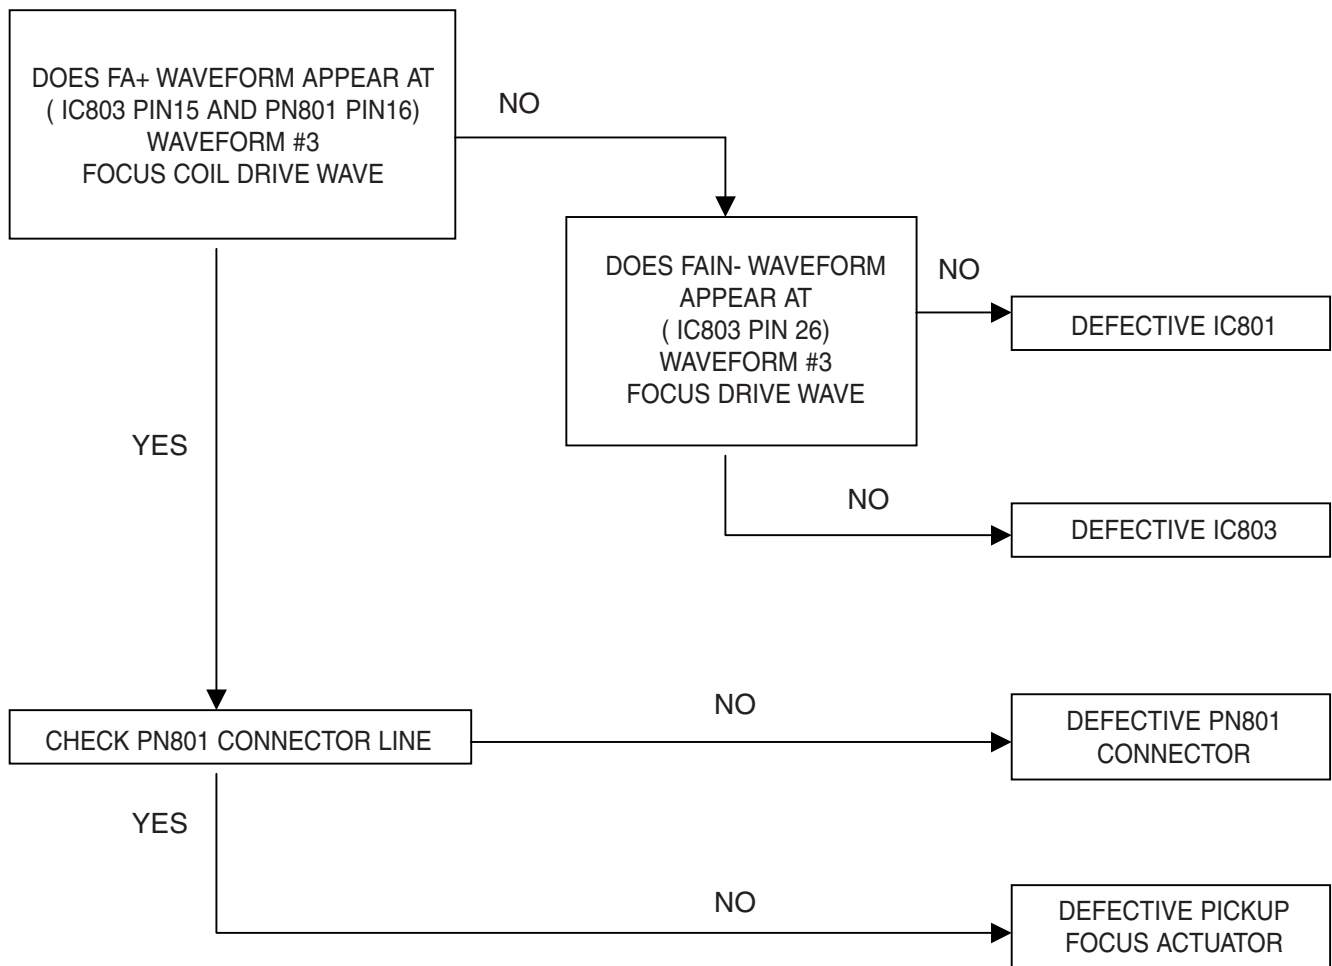 DOES FA+ WAVEFORM APPEAR AT
( IC803 PIN15 AND PN801 PIN16)
WAVEFORM #3
FOCUS COIL DRIVE WAVE
NO
DOES FAIN- WAVEFORM
APPEAR AT
( IC803 PIN 26)
WAVEFORM #3
FOCUS DRIVE WAVE
NO
DEFECTIVE IC801
YES
NO
DEFECTIVE IC803
CHECK PN801 CONNECTOR LINE
NO
DEFECTIVE PN801
CONNECTOR
YES
NO
DEFECTIVE PICKUP
FOCUS ACTUATOR